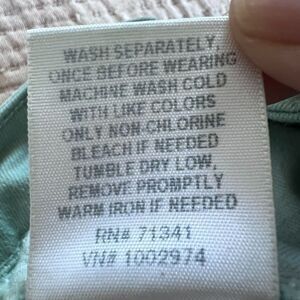 WASH SEPARATELY,
ONCE BEFORE WEARING
MACHINE WASH COLD
WITH LIKE COLORS
ONLY NON-CHLORINE
BLEACH IF NEEDED
TUMBLE DRY LOW,
REMOVE PROMPTLY
WARM IRON IF NEEDED
RN# 71341
VN# 1002974